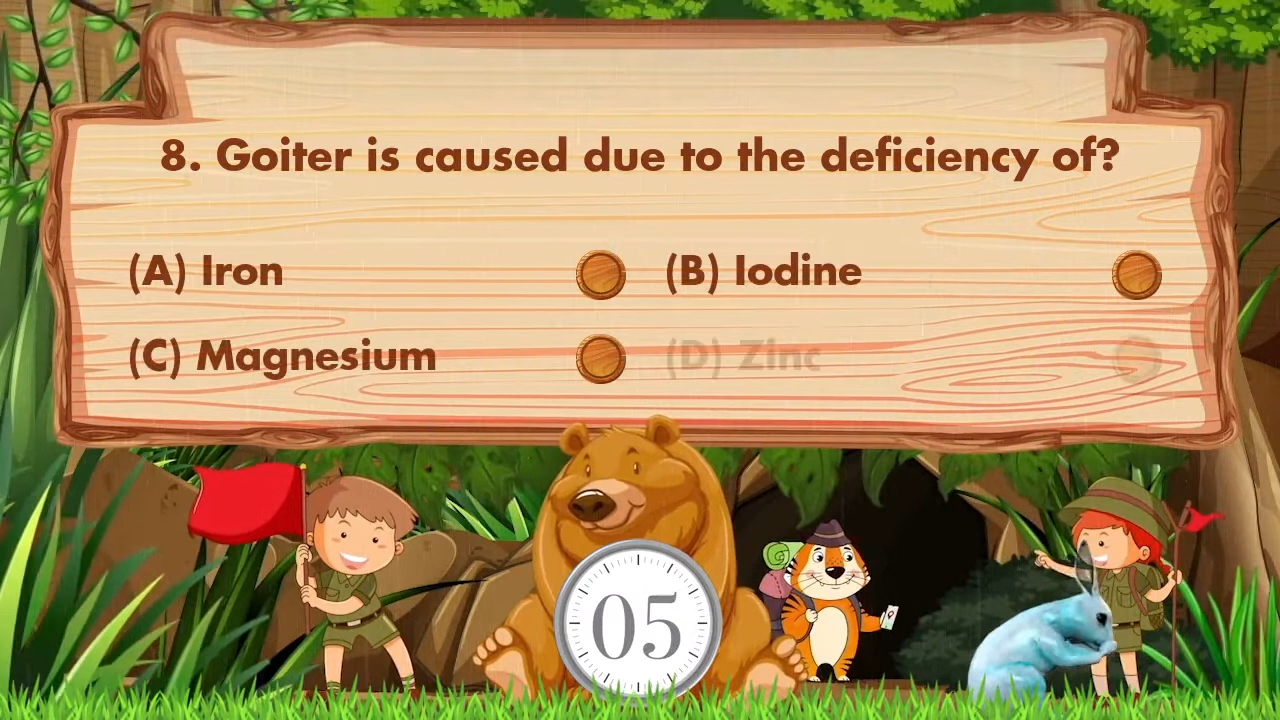 8. Goiter is caused due to the deficiency of?
(A) Iron
(B) Iodine
(C) Magnesium
(D) Zinc
05